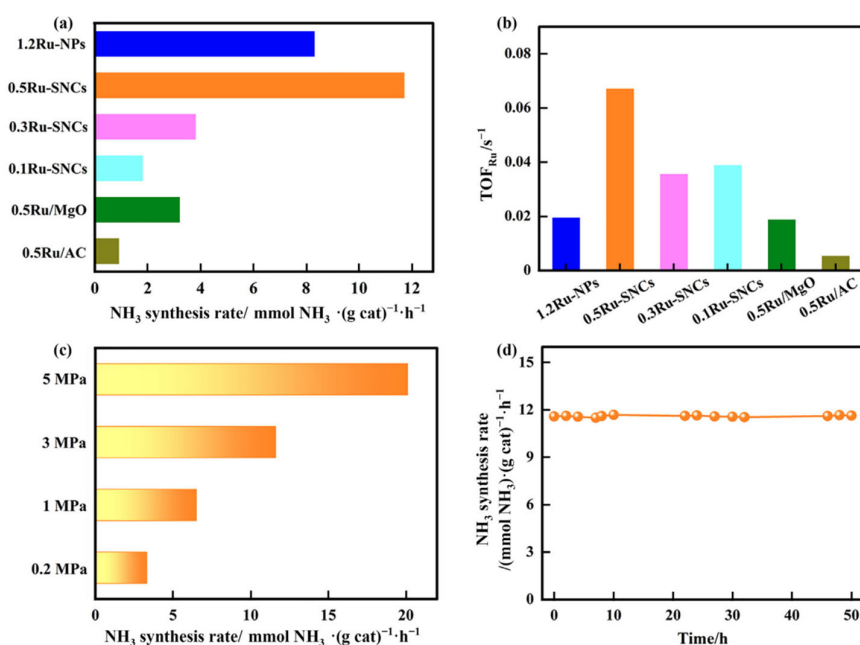 (a)
1.2Ru-NPs
0.5Ru-SNCs
0.3Ru-SNCs
0.1Ru-SNCs
0.5Ru/MgO
0.5Ru/AC
0 2 4 6 8 10 12
NH₃ synthesis rate/ mmol NH₃ ·(g cat)⁻¹·h⁻¹
(b)
0.08
0.06
0.04
0.02
0
TOF_Ru/s⁻¹
1.2Ru-NPs
0.5Ru-SNCs
0.3Ru-SNCs
0.1Ru-SNCs
0.5Ru/MgO
0.5Ru/AC
(c)
5 MPa
3 MPa
1 MPa
0.2 MPa
0 5 10 15 20
NH₃ synthesis rate/ mmol NH₃ ·(g cat)⁻¹·h⁻¹
(d)
15
12
9
6
3
0
NH₃ synthesis rate
/(mmol NH₃)·(g cat)⁻¹·h⁻¹
0 10 20 30 40 50
Time/h